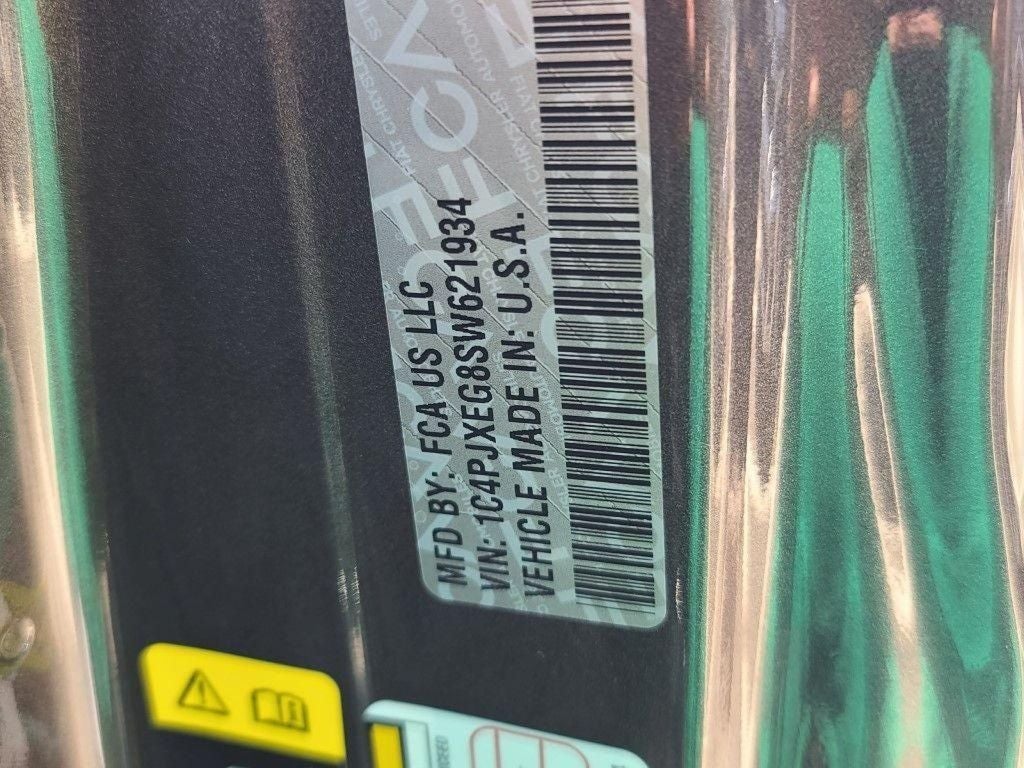 MFD BY: FCA US LLC
VIN: 1C4PJXEG8SW621934
VEHICLE MADE IN: U.S.A.